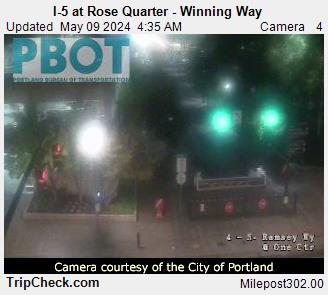 I-5 at Rose Quarter - Winning Way
Updated May 09 2024 4:35 AM Camera 4
PBOT
PORTLAND BUREAU OF TRANSPORTATION
4 - N. Ramsey Wy
@ One Ctr
Camera courtesy of the City of Portland
TripCheck.com Milepost302.00